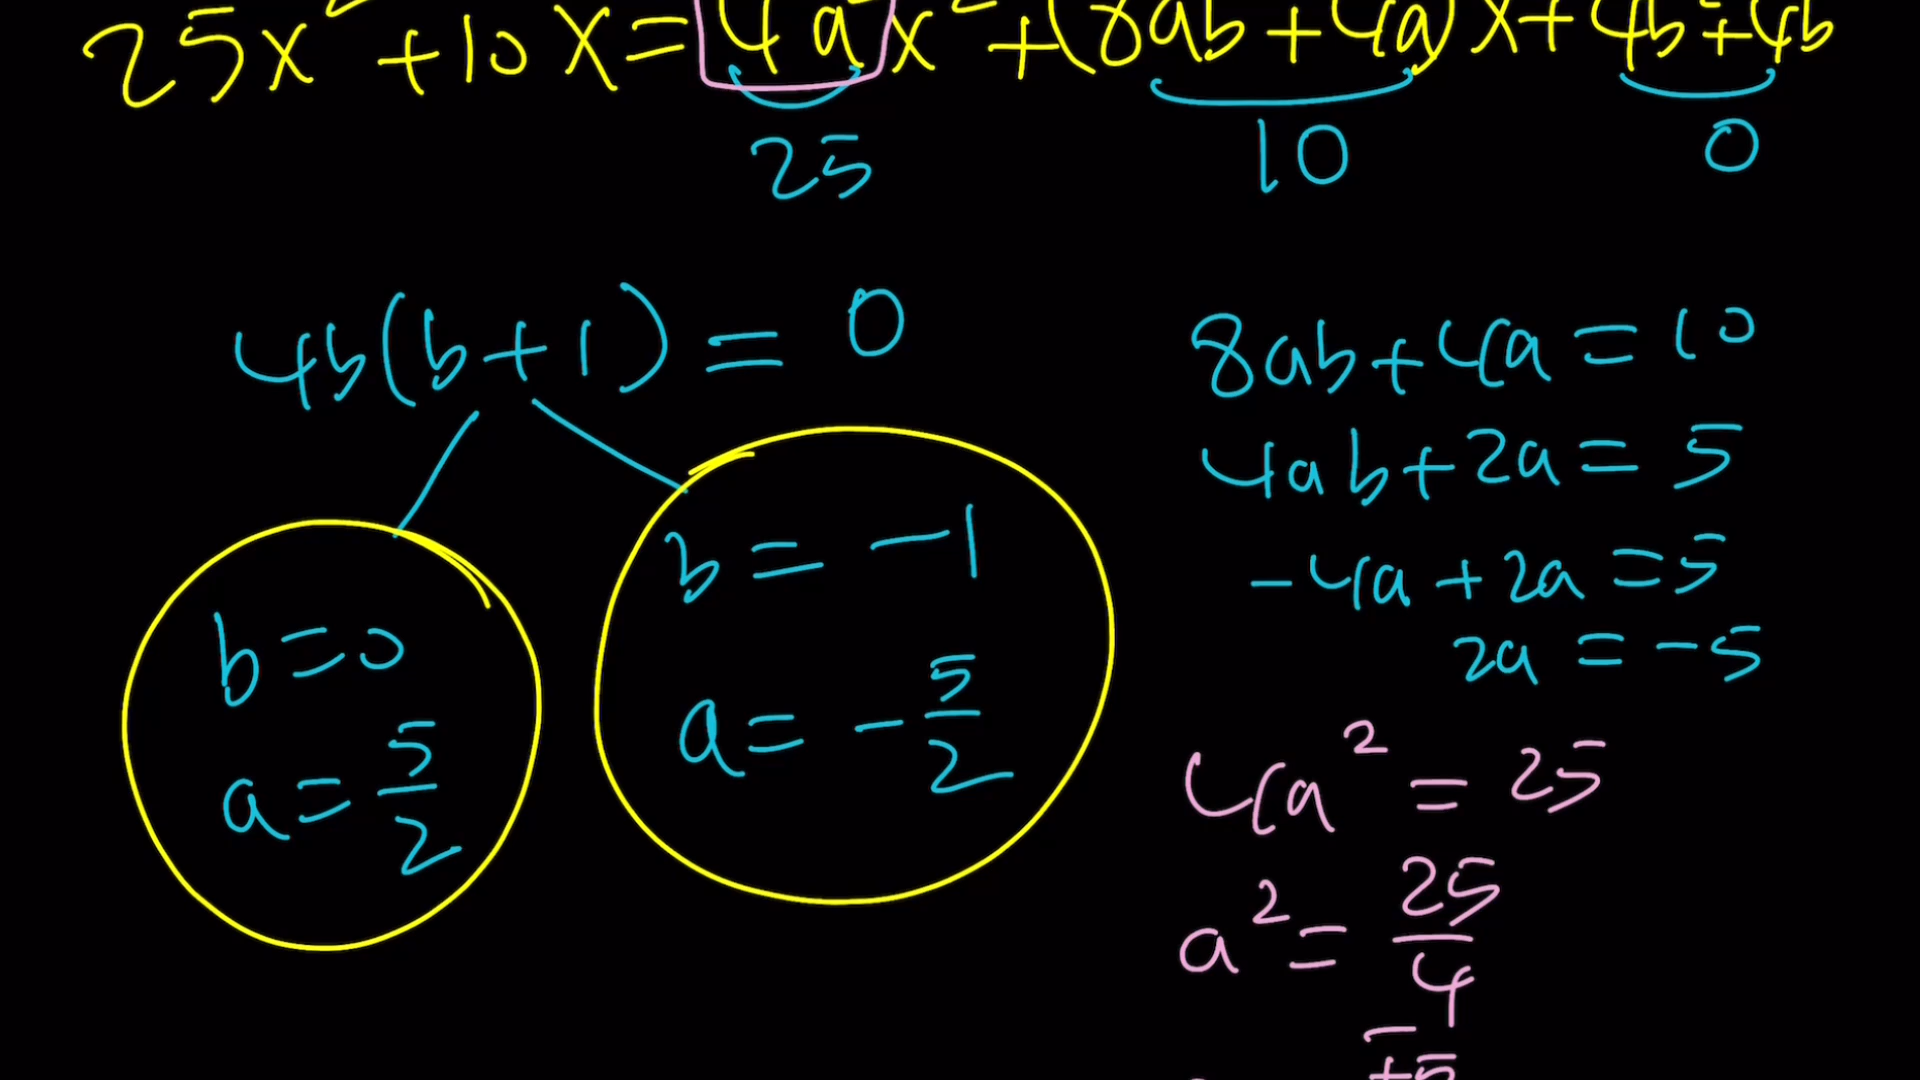 25x² + 10x = 4a²x² + (8ab + 4a)x + 4b² + 4b
25 10 0
4b(b+1) = 0
b = 0
a = 5/2
b = -1
a = -5/2
8ab + 4a = 10
4ab + 2a = 5
-4a + 2a = 5
2a = -5
4a² = 25
a² = 25/4